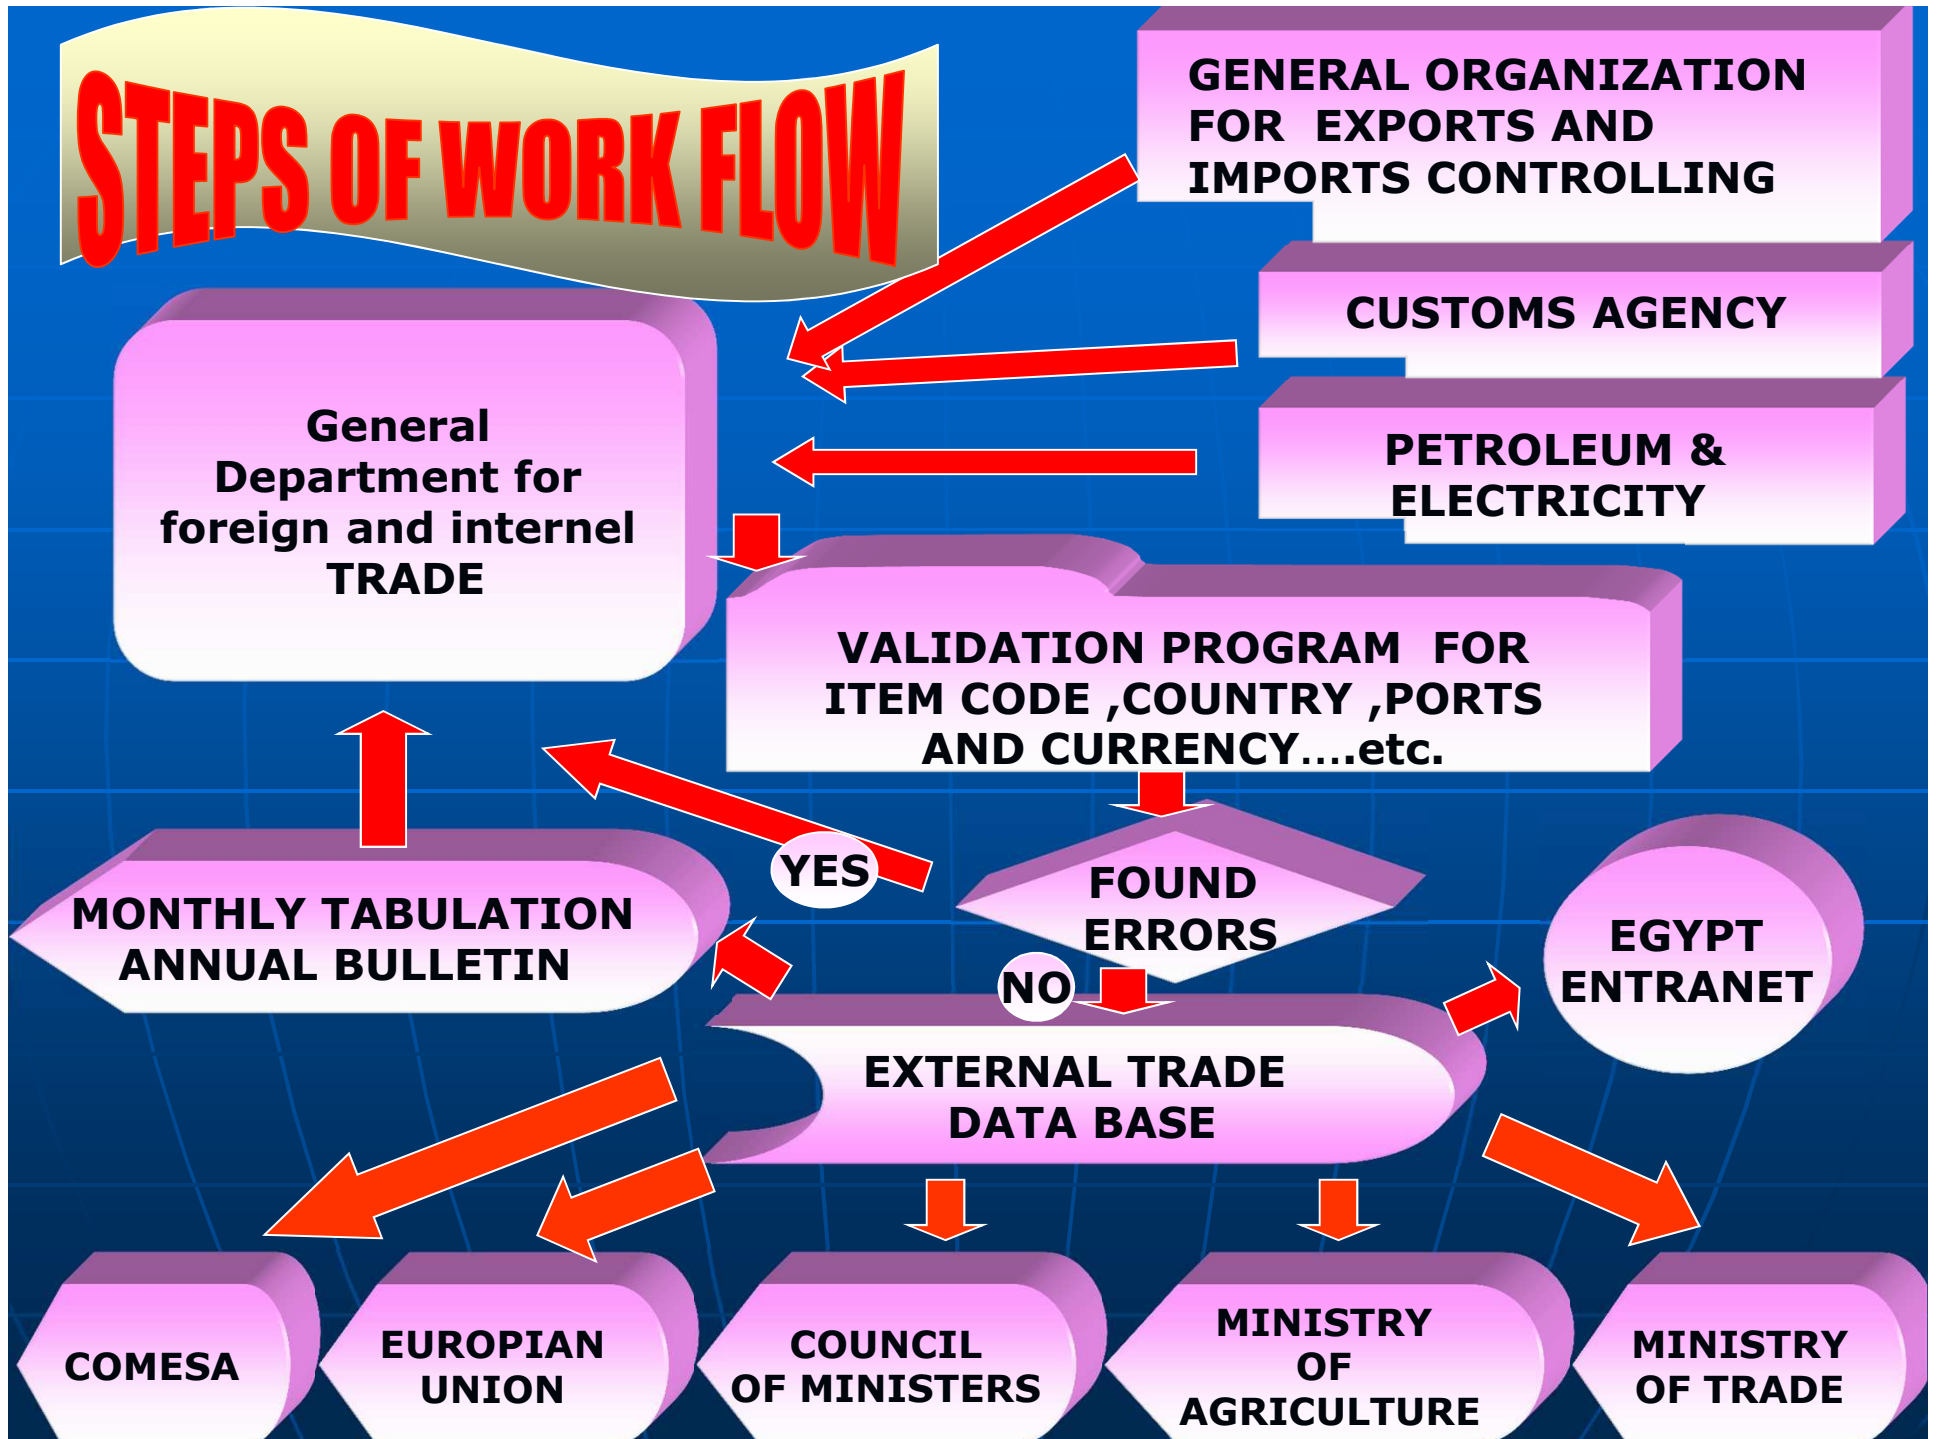 STEPS OF WORK FLOW
GENERAL ORGANIZATION
FOR EXPORTS AND
IMPORTS CONTROLLING
CUSTOMS AGENCY
PETROLEUM &
ELECTRICITY
General
Department for
foreign and internel
TRADE
VALIDATION PROGRAM FOR
ITEM CODE ,COUNTRY ,PORTS
AND CURRENCY....etc.
YES
FOUND
ERRORS
NO
MONTHLY TABULATION
ANNUAL BULLETIN
EGYPT
ENTRANET
EXTERNAL TRADE
DATA BASE
COMESA
EUROPIAN
UNION
COUNCIL
OF MINISTERS
MINISTRY
OF
AGRICULTURE
MINISTRY
OF TRADE